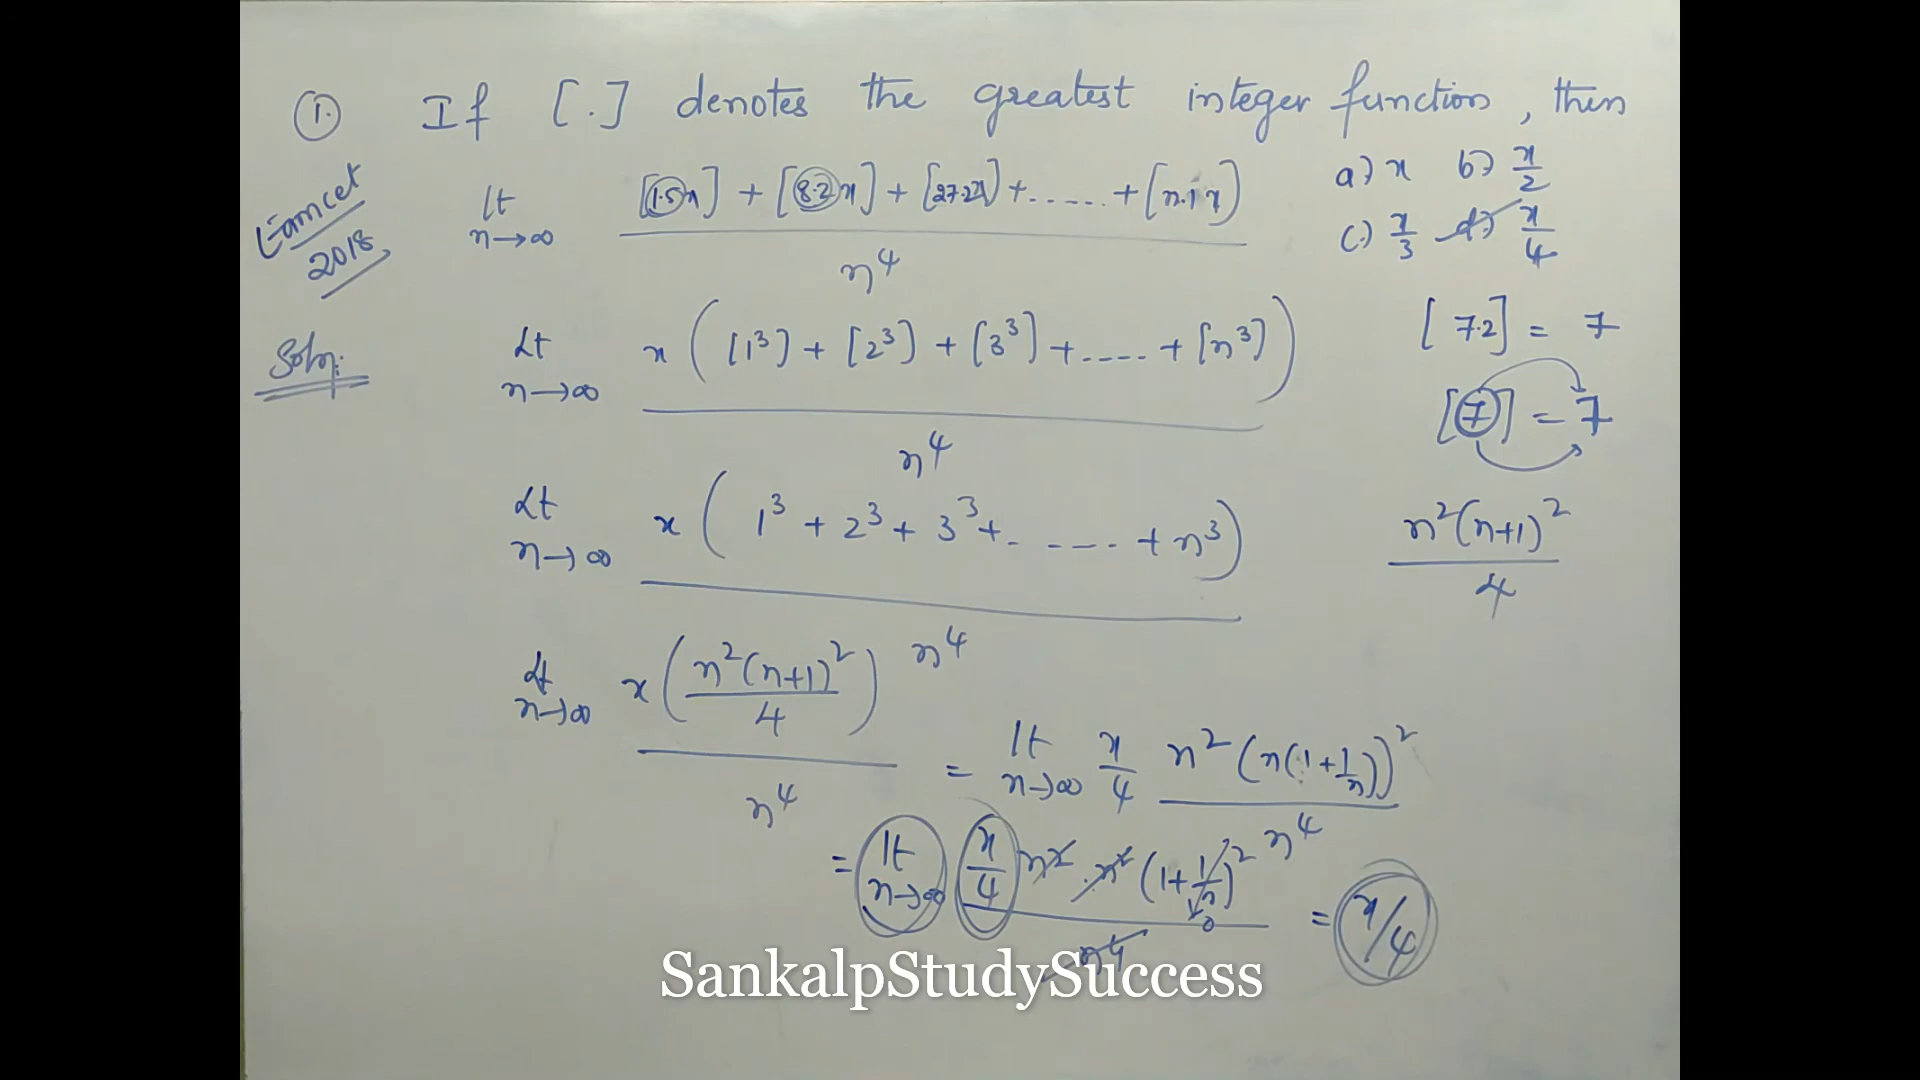 1. If [.] denotes the greatest integer function, then
Eamcet 2018
lt n→∞ ([1.5x] + [8.2x] + [27.2x] + ...... + [n.1x]) / n^4
a) x b) x/2
c) x/3 d) x/4
Soln:
Lt n→∞ x([1^3] + [2^3] + [3^3] + ..... + [n^3]) / n^4
[7.2] = 7
[7] = 7
Lt n→∞ x(1^3 + 2^3 + 3^3 + ..... + n^3) / n^4
n^2(n+1)^2 / 4
Lt n→∞ x(n^2(n+1)^2 / 4) / n^4
= lt n→∞ x/4 n^2(n(1+1/n))^2 / n^4
= lt n→∞ x/4 n^2 . n^2 (1+1/n)^2 / n^4 = x/4
0
SankalpStudySuccess